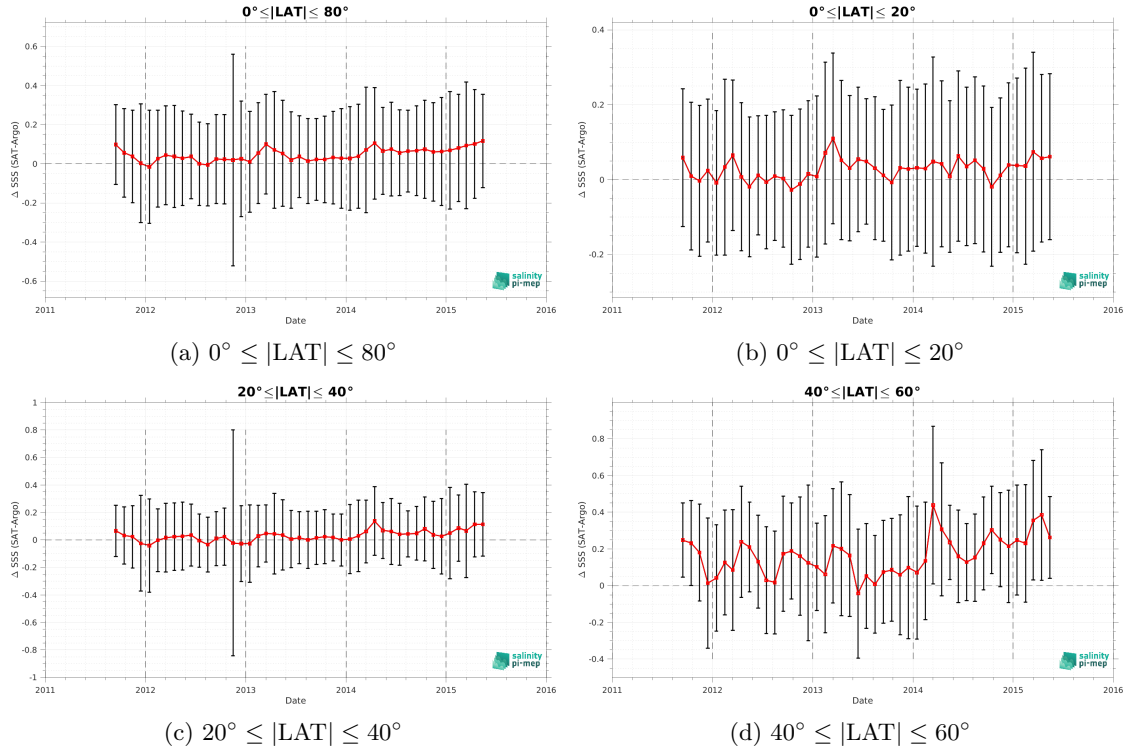 0°≤|LAT|≤ 80°
Δ SSS (SAT-Argo)
0.6
0.4
0.2
0
-0.2
-0.4
-0.6
2011
2012
2013
2014
2015
2016
Date
salinity
pi-mep
(a) 0° ≤ |LAT| ≤ 80°
0°≤|LAT|≤ 20°
Δ SSS (SAT-Argo)
0.4
0.2
0
-0.2
2011
2012
2013
2014
2015
2016
Date
salinity
pi-mep
(b) 0° ≤ |LAT| ≤ 20°
20°≤|LAT|≤ 40°
Δ SSS (SAT-Argo)
1
0.8
0.6
0.4
0.2
0
-0.2
-0.4
-0.6
-0.8
-1
2011
2012
2013
2014
2015
2016
Date
salinity
pi-mep
(c) 20° ≤ |LAT| ≤ 40°
40°≤|LAT|≤ 60°
Δ SSS (SAT-Argo)
0.8
0.6
0.4
0.2
0
-0.2
-0.4
2011
2012
2013
2014
2015
2016
Date
salinity
pi-mep
(d) 40° ≤ |LAT| ≤ 60°